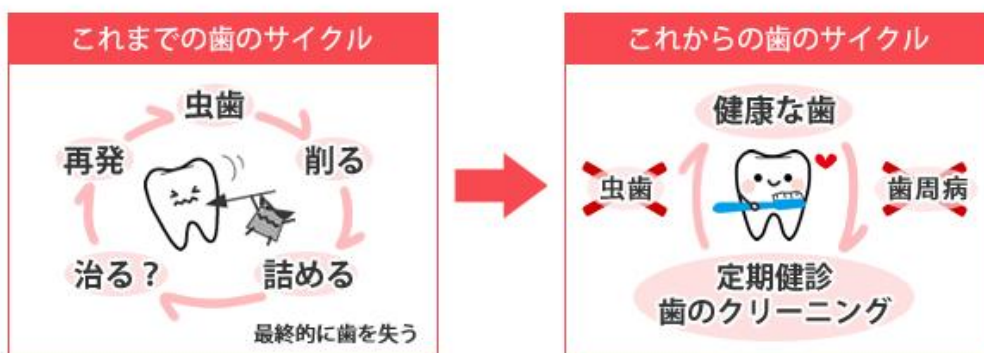 これまでの歯のサイクル
虫歯
削る
詰める
治る？
再発
最終的に歯を失う
これからの歯のサイクル
健康な歯
虫歯
歯周病
定期健診
歯のクリーニング